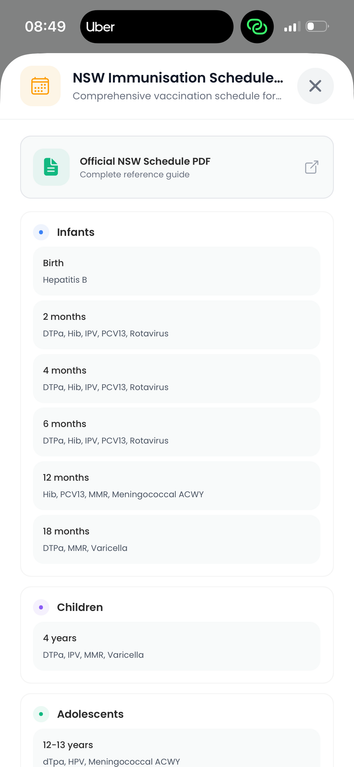 08:49
Uber
NSW Immunisation Schedule...
Comprehensive vaccination schedule for...
Official NSW Schedule PDF
Complete reference guide
Infants
Birth
Hepatitis B
2 months
DTPa, Hib, IPV, PCV13, Rotavirus
4 months
DTPa, Hib, IPV, PCV13, Rotavirus
6 months
DTPa, Hib, IPV, PCV13, Rotavirus
12 months
Hib, PCV13, MMR, Meningococcal ACWY
18 months
DTPa, MMR, Varicella
Children
4 years
DTPa, IPV, MMR, Varicella
Adolescents
12-13 years
dTpa, HPV, Meningococcal ACWY